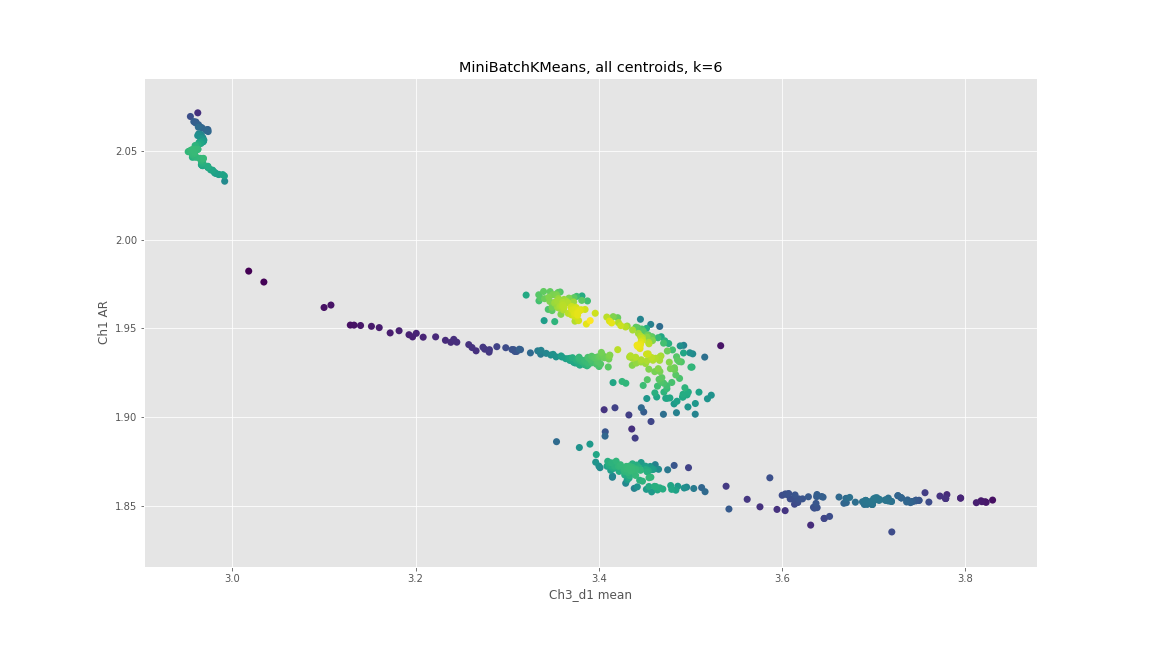 MiniBatchKMeans, all centroids, k=6
2.05
2.00
1.95
1.90
1.85
Ch1 AR
3.0 3.2 3.4 3.6 3.8
Ch3_d1 mean